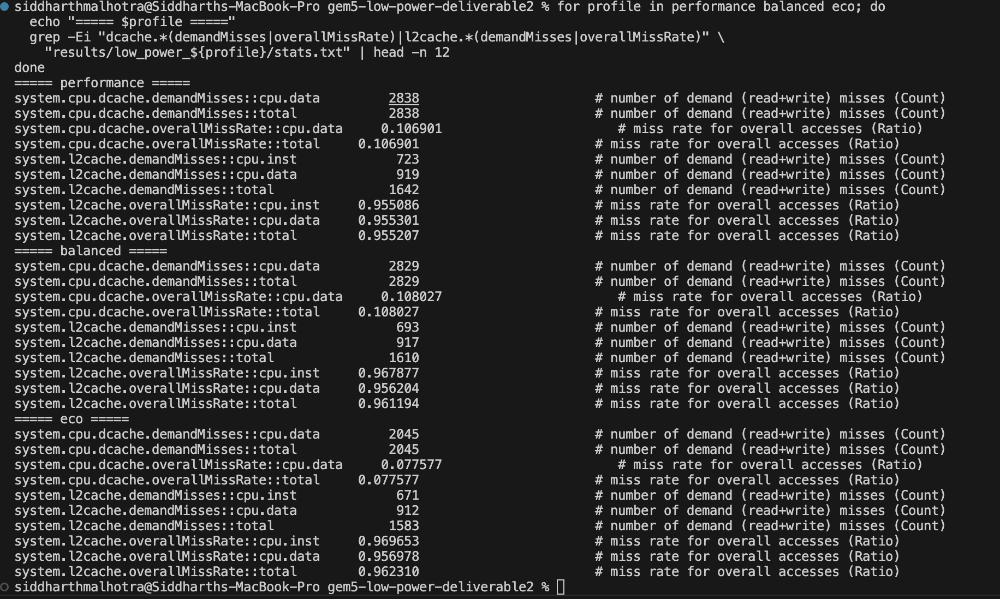 siddharthmalhotra@Siddharths-MacBook-Pro gem5-low-power-deliverable2 % for profile in performance balanced eco; do
  echo "===== $profile ====="
  grep -Ei "dcache.*(demandMisses|overallMissRate)|l2cache.*(demandMisses|overallMissRate)" \
    "results/low_power_${profile}/stats.txt" | head -n 12
done
===== performance =====
system.cpu.dcache.demandMisses::cpu.data         2838                       # number of demand (read+write) misses (Count)
system.cpu.dcache.demandMisses::total            2838                       # number of demand (read+write) misses (Count)
system.cpu.dcache.overallMissRate::cpu.data     0.106901                       # miss rate for overall accesses (Ratio)
system.cpu.dcache.overallMissRate::total     0.106901                       # miss rate for overall accesses (Ratio)
system.l2cache.demandMisses::cpu.inst             723                       # number of demand (read+write) misses (Count)
system.l2cache.demandMisses::cpu.data             919                       # number of demand (read+write) misses (Count)
system.l2cache.demandMisses::total               1642                       # number of demand (read+write) misses (Count)
system.l2cache.overallMissRate::cpu.inst     0.955086                       # miss rate for overall accesses (Ratio)
system.l2cache.overallMissRate::cpu.data     0.955301                       # miss rate for overall accesses (Ratio)
system.l2cache.overallMissRate::total        0.955207                       # miss rate for overall accesses (Ratio)
===== balanced =====
system.cpu.dcache.demandMisses::cpu.data         2829                       # number of demand (read+write) misses (Count)
system.cpu.dcache.demandMisses::total            2829                       # number of demand (read+write) misses (Count)
system.cpu.dcache.overallMissRate::cpu.data     0.108027                       # miss rate for overall accesses (Ratio)
system.cpu.dcache.overallMissRate::total     0.108027                       # miss rate for overall accesses (Ratio)
system.l2cache.demandMisses::cpu.inst             693                       # number of demand (read+write) misses (Count)
system.l2cache.demandMisses::cpu.data             917                       # number of demand (read+write) misses (Count)
system.l2cache.demandMisses::total               1610                       # number of demand (read+write) misses (Count)
system.l2cache.overallMissRate::cpu.inst     0.967877                       # miss rate for overall accesses (Ratio)
system.l2cache.overallMissRate::cpu.data     0.956204                       # miss rate for overall accesses (Ratio)
system.l2cache.overallMissRate::total        0.961194                       # miss rate for overall accesses (Ratio)
===== eco =====
system.cpu.dcache.demandMisses::cpu.data         2045                       # number of demand (read+write) misses (Count)
system.cpu.dcache.demandMisses::total            2045                       # number of demand (read+write) misses (Count)
system.cpu.dcache.overallMissRate::cpu.data     0.077577                       # miss rate for overall accesses (Ratio)
system.cpu.dcache.overallMissRate::total     0.077577                       # miss rate for overall accesses (Ratio)
system.l2cache.demandMisses::cpu.inst             671                       # number of demand (read+write) misses (Count)
system.l2cache.demandMisses::cpu.data             912                       # number of demand (read+write) misses (Count)
system.l2cache.demandMisses::total               1583                       # number of demand (read+write) misses (Count)
system.l2cache.overallMissRate::cpu.inst     0.969653                       # miss rate for overall accesses (Ratio)
system.l2cache.overallMissRate::cpu.data     0.956978                       # miss rate for overall accesses (Ratio)
system.l2cache.overallMissRate::total        0.962310                       # miss rate for overall accesses (Ratio)
siddharthmalhotra@Siddharths-MacBook-Pro gem5-low-power-deliverable2 %